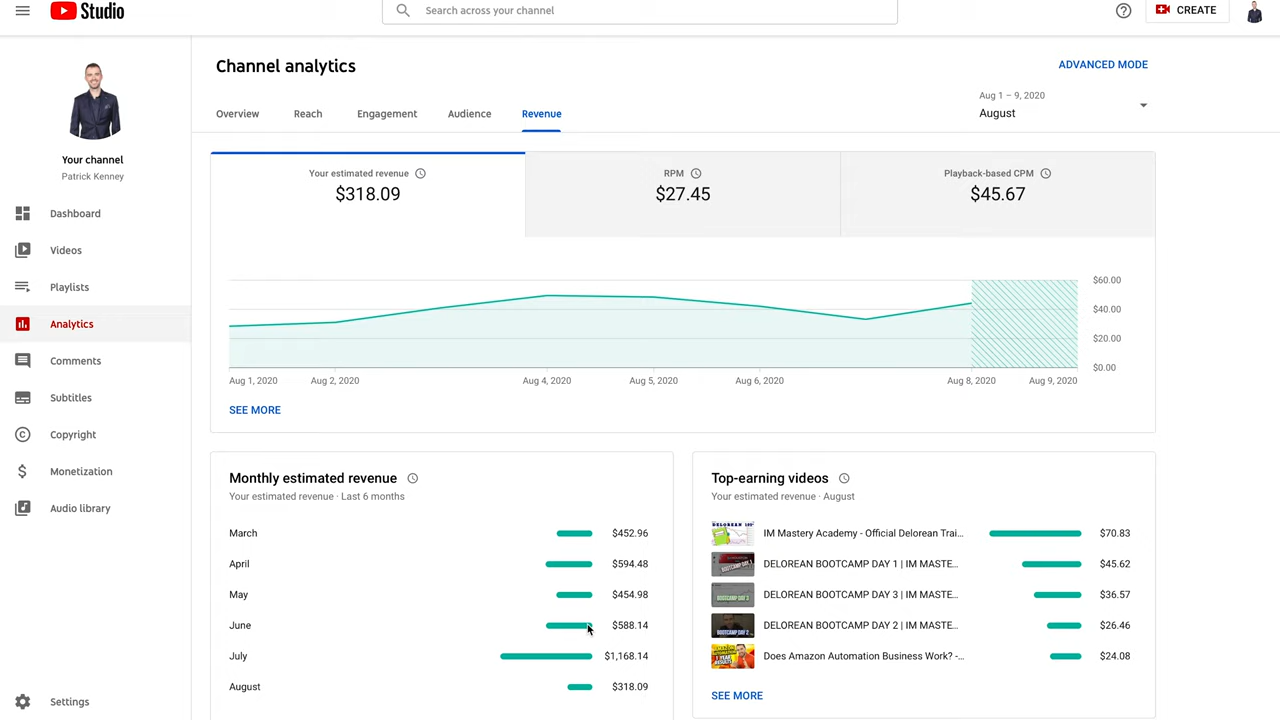 Studio
Search across your channel
CREATE
Channel analytics
ADVANCED MODE
Aug 1 – 9, 2020
August
Overview
Reach
Engagement
Audience
Revenue
Your channel
Patrick Kenney
Dashboard
Videos
Playlists
Analytics
Comments
Subtitles
Copyright
Monetization
Audio library
Settings
Your estimated revenue
$318.09
RPM
$27.45
Playback-based CPM
$45.67
$60.00
$40.00
$20.00
$0.00
Aug 1, 2020
Aug 2, 2020
Aug 4, 2020
Aug 5, 2020
Aug 6, 2020
Aug 8, 2020
Aug 9, 2020
SEE MORE
Monthly estimated revenue
Your estimated revenue · Last 6 months
March $452.96
April $594.48
May $454.98
June $588.14
July $1,168.14
August $318.09
Top-earning videos
Your estimated revenue · August
IM Mastery Academy - Official Delorean Trai... $70.83
DELOREAN BOOTCAMP DAY 1 | IM MASTE... $45.62
DELOREAN BOOTCAMP DAY 3 | IM MASTE... $36.57
DELOREAN BOOTCAMP DAY 2 | IM MASTE... $26.46
Does Amazon Automation Business Work? -... $24.08
SEE MORE